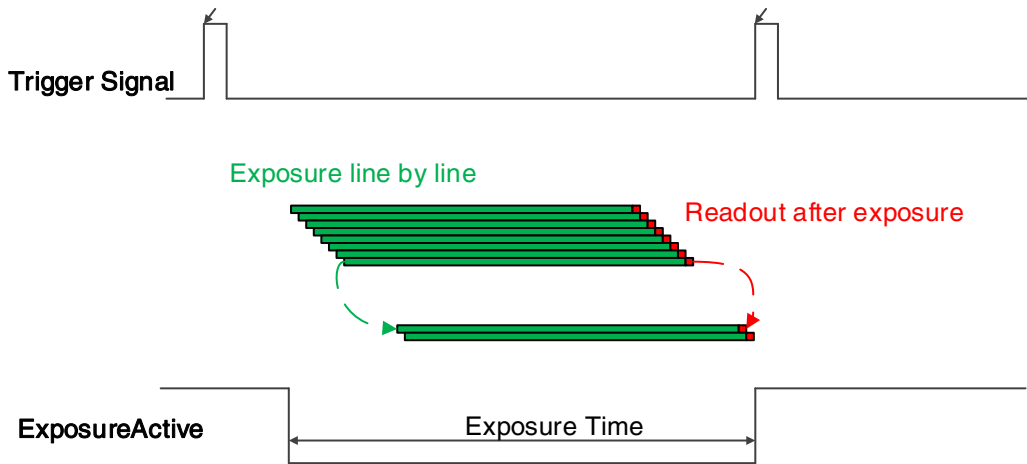 Trigger Signal
Exposure line by line
Readout after exposure
ExposureActive
Exposure Time